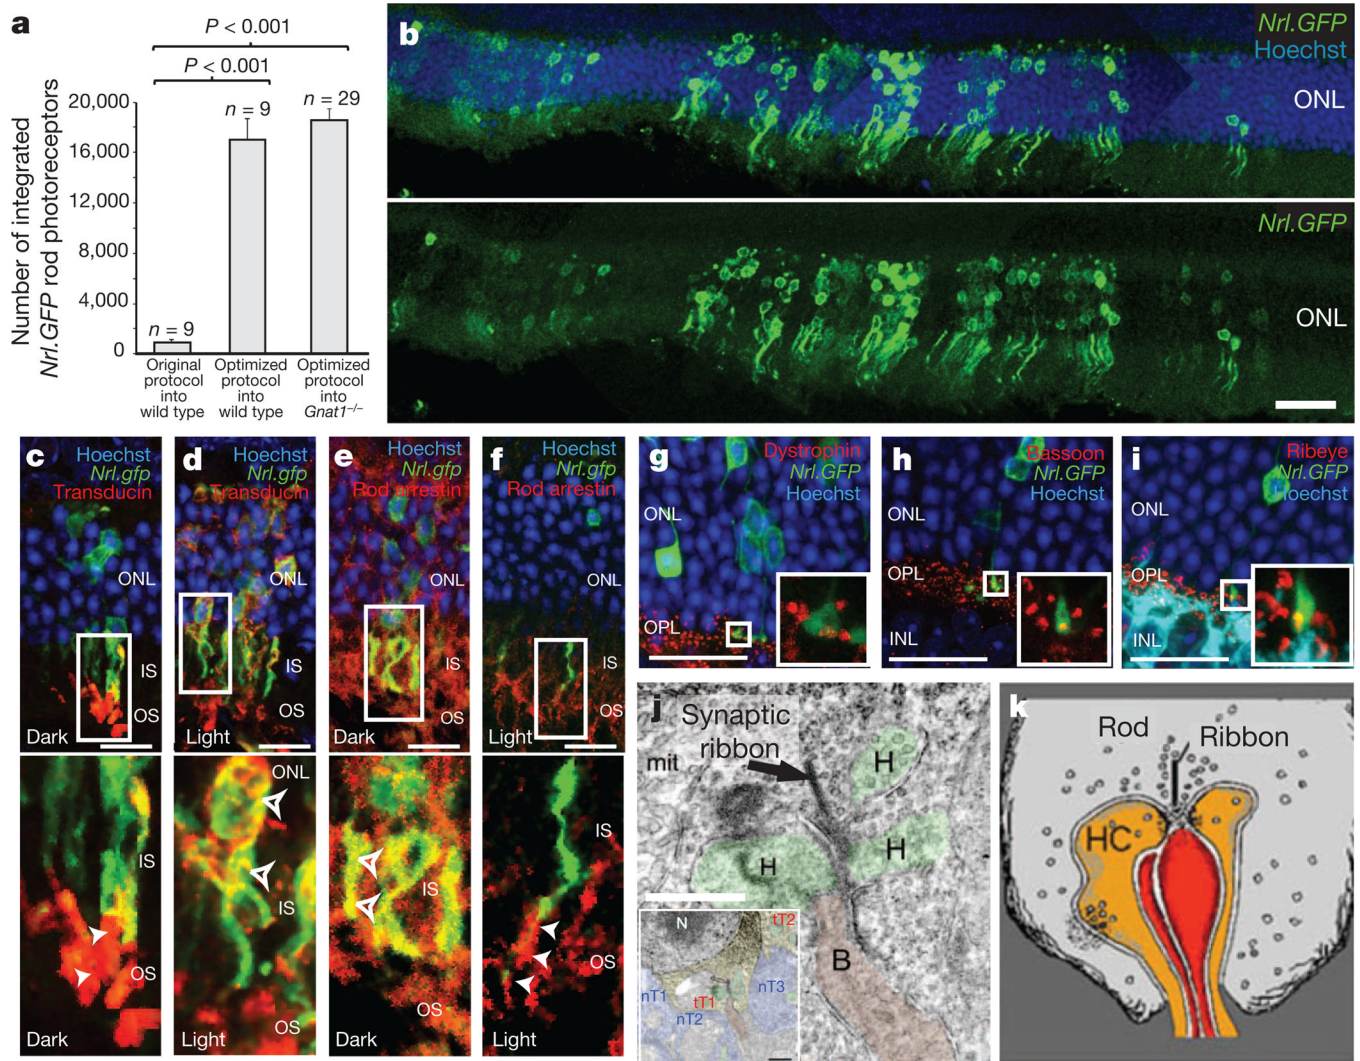 a
P < 0.001
P < 0.001
Number of integrated
Nrl.GFP rod photoreceptors
20,000
16,000
12,000
8,000
4,000
0
n = 9
n = 9
n = 29
Original
protocol
into
wild type
Optimized
protocol
into
wild type
Optimized
protocol
into
Gnat1–/–
b
Nrl.GFP
Hoechst
ONL
Nrl.GFP
ONL
c
Hoechst
Nrl.gfp
Transducin
ONL
IS
OS
Dark
IS
OS
Dark
d
Hoechst
Nrl.gfp
Transducin
ONL
IS
OS
Light
ONL
IS
OS
Light
e
Hoechst
Nrl.gfp
Rod arrestin
ONL
IS
OS
Dark
IS
OS
Dark
f
Hoechst
Nrl.gfp
Rod arrestin
ONL
IS
OS
Light
IS
OS
Light
g
Dystrophin
Nrl.GFP
Hoechst
ONL
OPL
h
Bassoon
Nrl.GFP
Hoechst
ONL
OPL
INL
i
Ribeye
Nrl.GFP
Hoechst
ONL
OPL
INL
j
Synaptic
ribbon
mit
H
H
H
B
N
tT2
nT1
tT1
nT3
nT2
k
Rod
Ribbon
HC